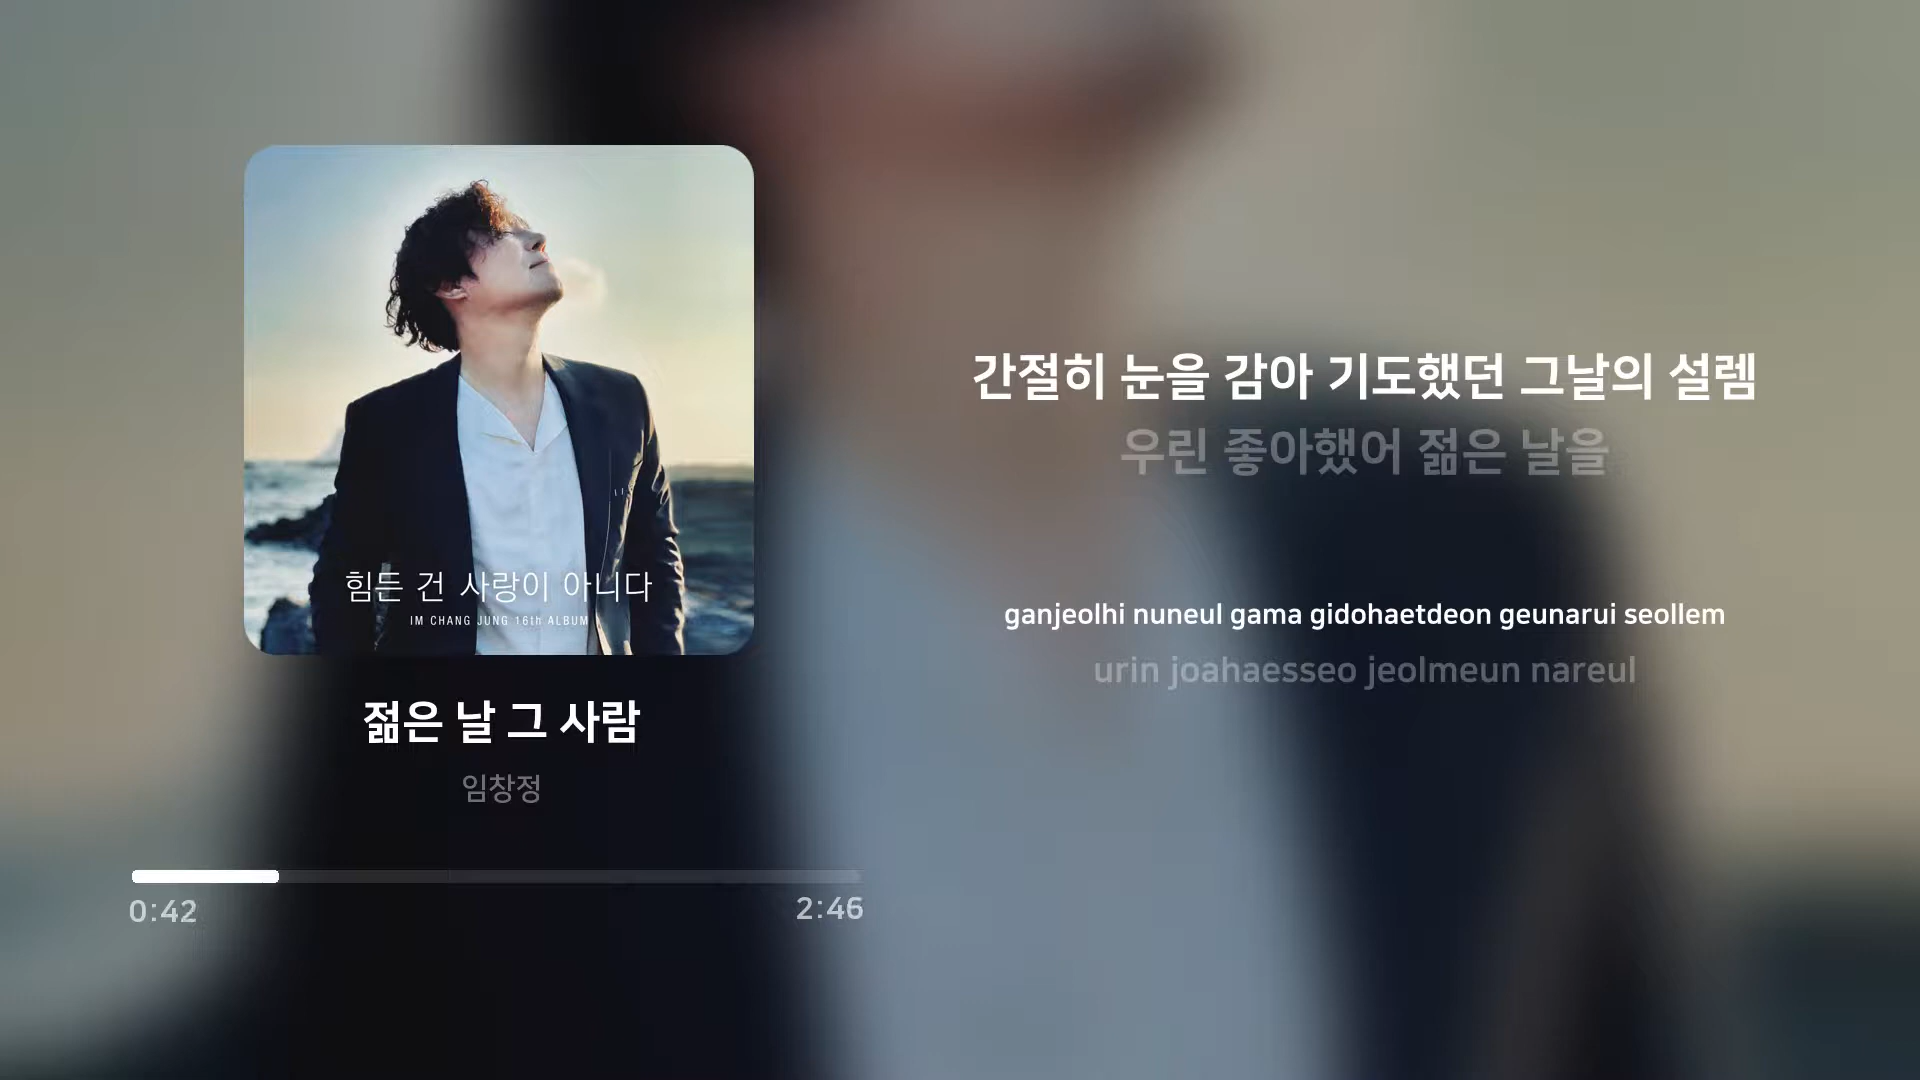 힘든 건 사랑이 아니다
IM CHANG JUNG 16th ALBUM
젊은 날 그 사람
임창정
0:42
2:46
간절히 눈을 감아 기도했던 그날의 설렘
우린 좋아했어 젊은 날을
ganjeolhi nuneul gama gidohaetdeon geunarui seollem
urin joahaesseo jeolmeun nareul